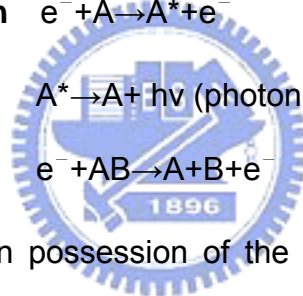 n e⁻+A→A*+e⁻
A*→A+ hv (photon
e⁻+AB→A+B+e⁻
1896
n possession of the